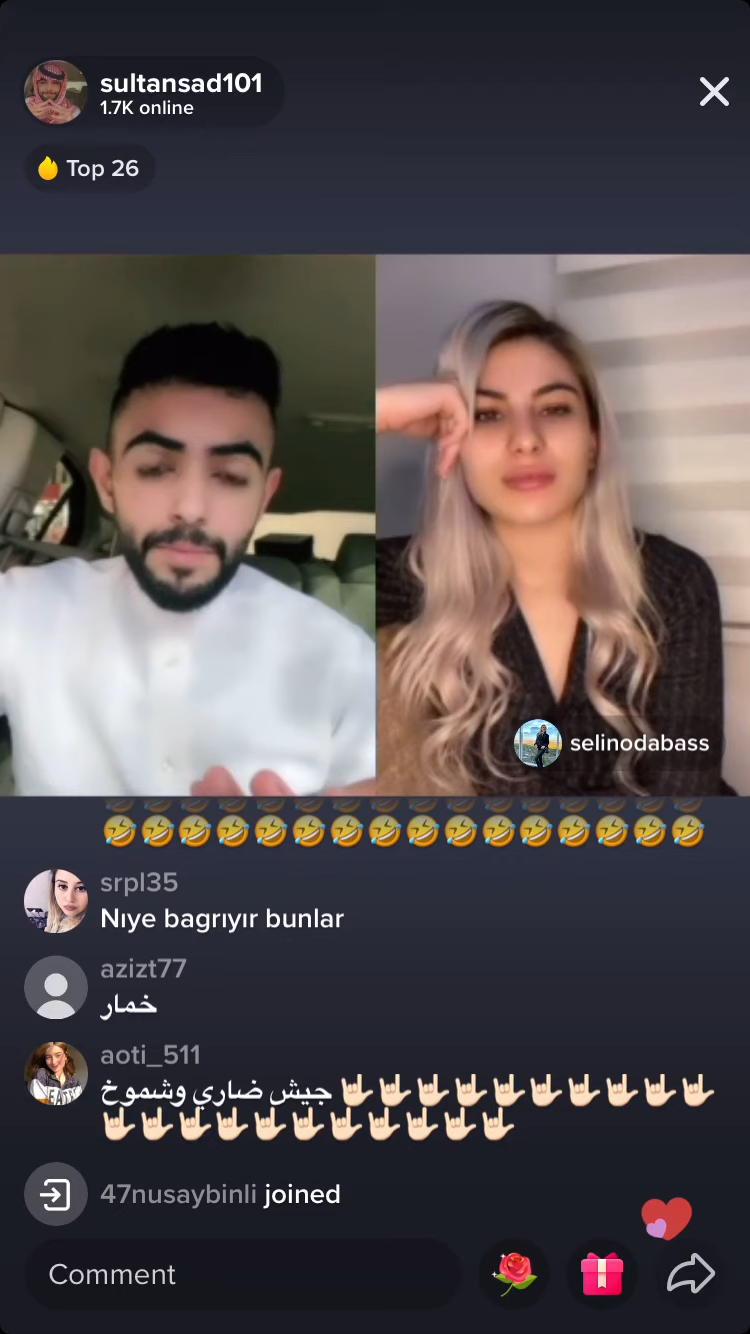 sultansad101
1.7K online
Top 26
selinodabass
srpl35
Nıye bagrıyır bunlar
azizt77
خمار
aoti_511
جيش ضاري وشموخ 🤟🏻🤟🏻🤟🏻🤟🏻🤟🏻🤟🏻🤟🏻🤟🏻🤟🏻🤟🏻
🤟🏻🤟🏻🤟🏻🤟🏻🤟🏻🤟🏻🤟🏻🤟🏻🤟🏻🤟🏻🤟🏻
47nusaybinli joined
Comment